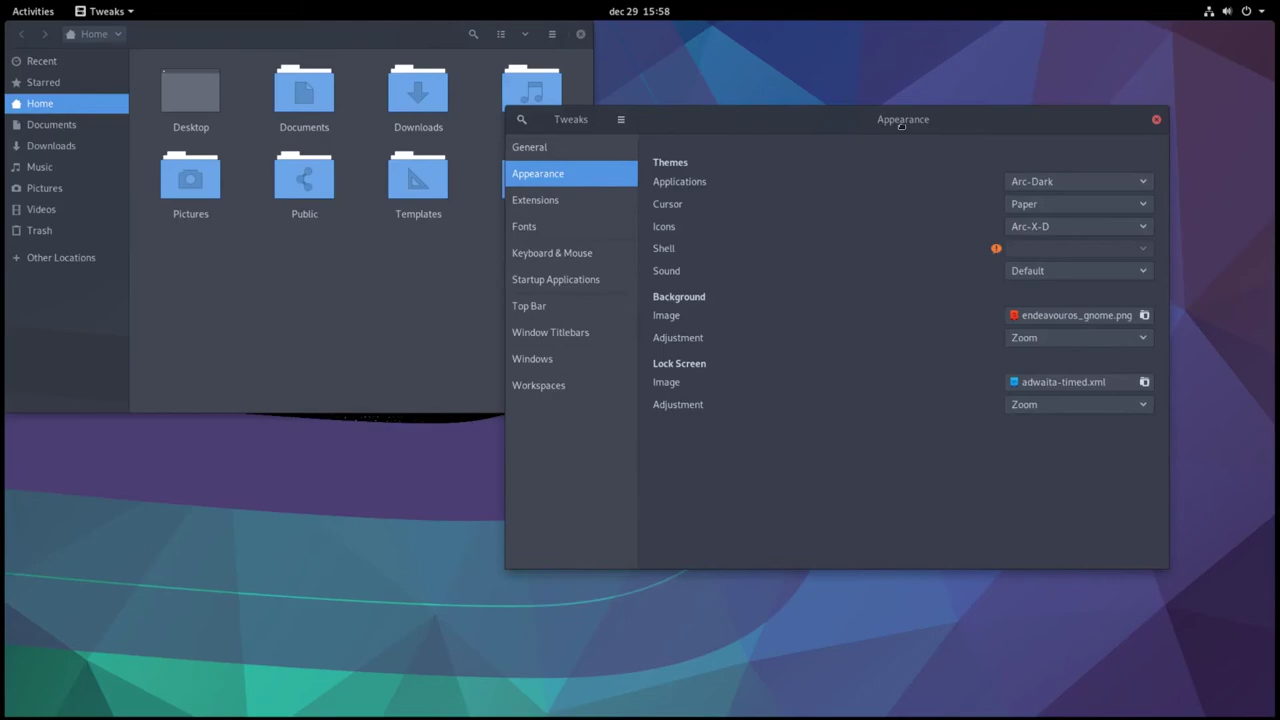 Activities
Tweaks
dec 29 15:58
Home
Recent
Starred
Home
Documents
Downloads
Music
Pictures
Videos
Trash
Other Locations
Desktop
Documents
Downloads
Pictures
Public
Templates
Tweaks
Appearance
General
Appearance
Extensions
Fonts
Keyboard & Mouse
Startup Applications
Top Bar
Window Titlebars
Windows
Workspaces
Themes
Applications Arc-Dark
Cursor Paper
Icons Arc-X-D
Shell
Sound Default
Background
Image endeavouros_gnome.png
Adjustment Zoom
Lock Screen
Image adwaita-timed.xml
Adjustment Zoom